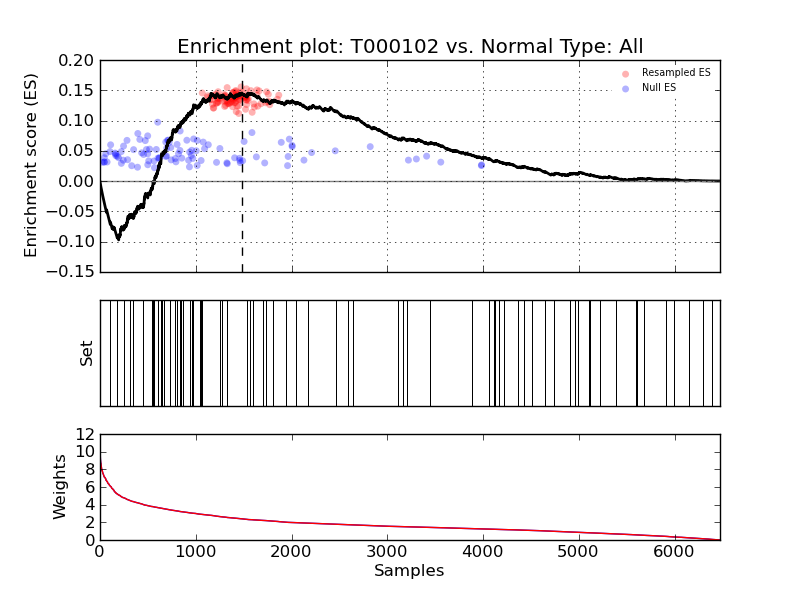 Enrichment plot: T000102 vs. Normal Type: All
Enrichment score (ES)
0.20
0.15
0.10
0.05
0.00
−0.05
−0.10
−0.15
Resampled ES
Null ES
Set
Weights
12
10
8
6
4
2
0
0 1000 2000 3000 4000 5000 6000
Samples